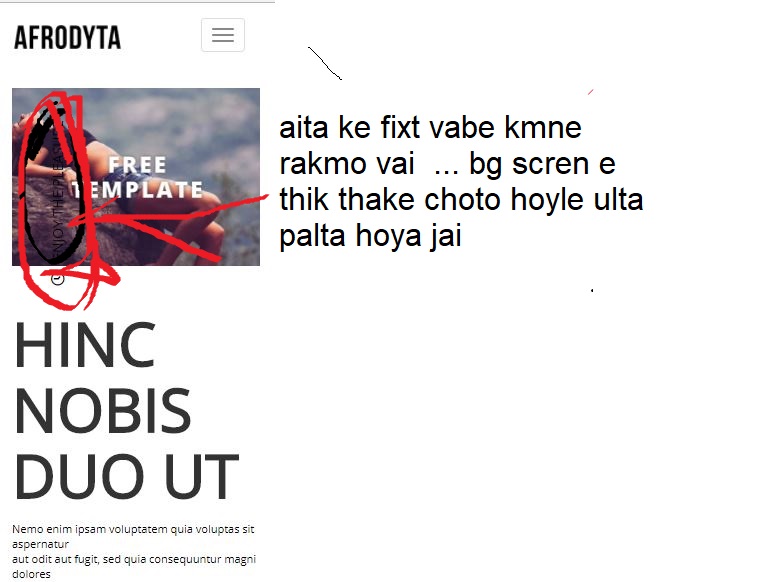 AFRODYTA
FREE
TEMPLATE
ENJOY THE PLEASU
aita ke fixt vabe kmne
rakmo vai ... bg scren e
thik thake choto hoyle ulta
palta hoya jai
HINC
NOBIS
DUO UT
Nemo enim ipsam voluptatem quia voluptas sit
aspernatur
aut odit aut fugit, sed quia consequuntur magni
dolores